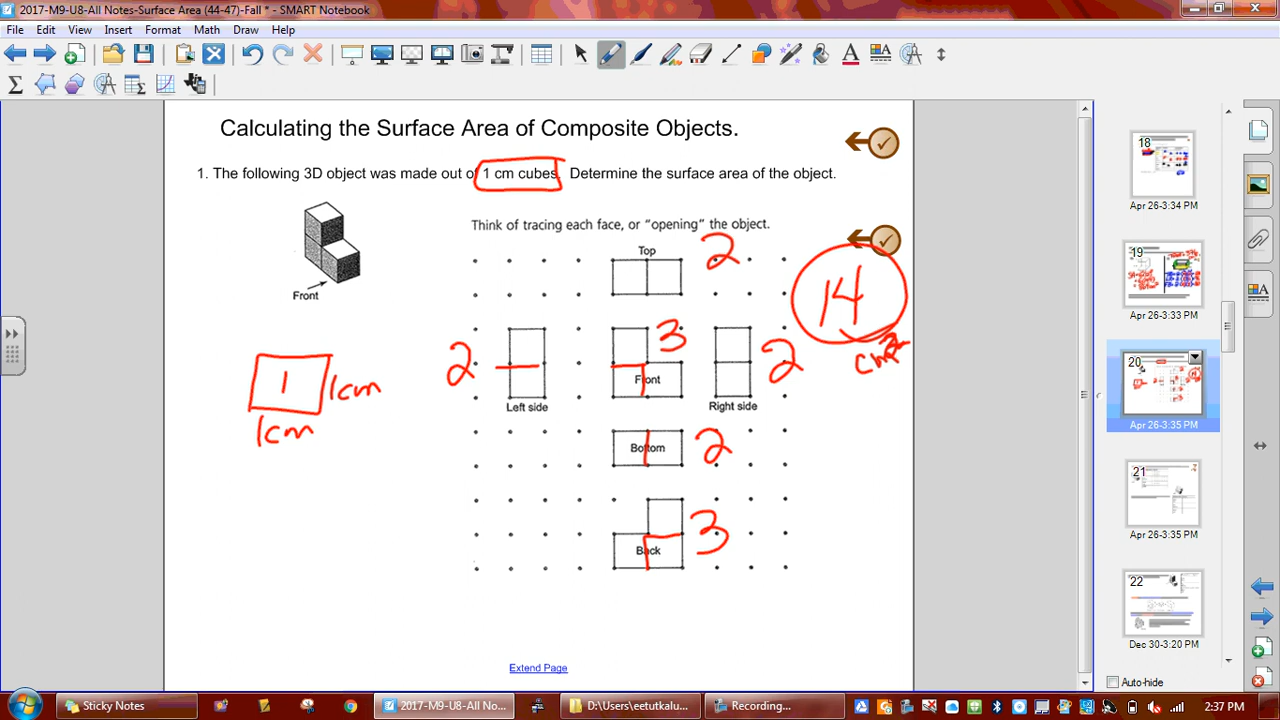 2017-M9-U8-All Notes-Surface Area (44-47)-Fall * - SMART Notebook
File Edit View Insert Format Math Draw Help
Calculating the Surface Area of Composite Objects.
1. The following 3D object was made out of 1 cm cubes. Determine the surface area of the object.
Think of tracing each face, or “opening” the object.
Top 2
14 cm²
Front
2 Left side
3 Front
Right side 2
1 1cm
1cm
Bottom 2
Back 3
Extend Page
18
Apr 26-3:34 PM
19
Apr 26-3:33 PM
20
Apr 26-3:35 PM
21
Apr 26-3:35 PM
22
Dec 30-3:20 PM
Auto-hide
Sticky Notes
2017-M9-U8-All No...
D:\Users\eetutkalu...
Recording...
2:37 PM